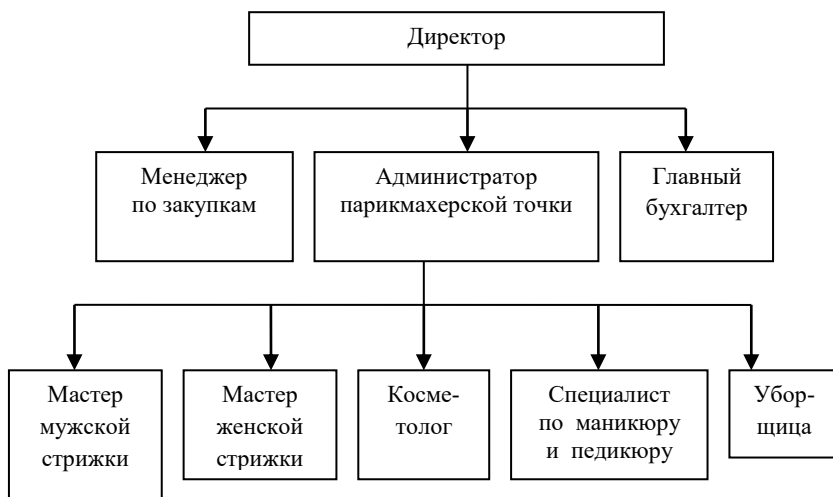 Директор
Менеджер
по закупкам
Администратор
парикмахерской точки
Главный
бухгалтер
Мастер
мужской
стрижки
Мастер
женской
стрижки
Косме-
толог
Специалист
по маникюру
и педикюру
Убор-
щица